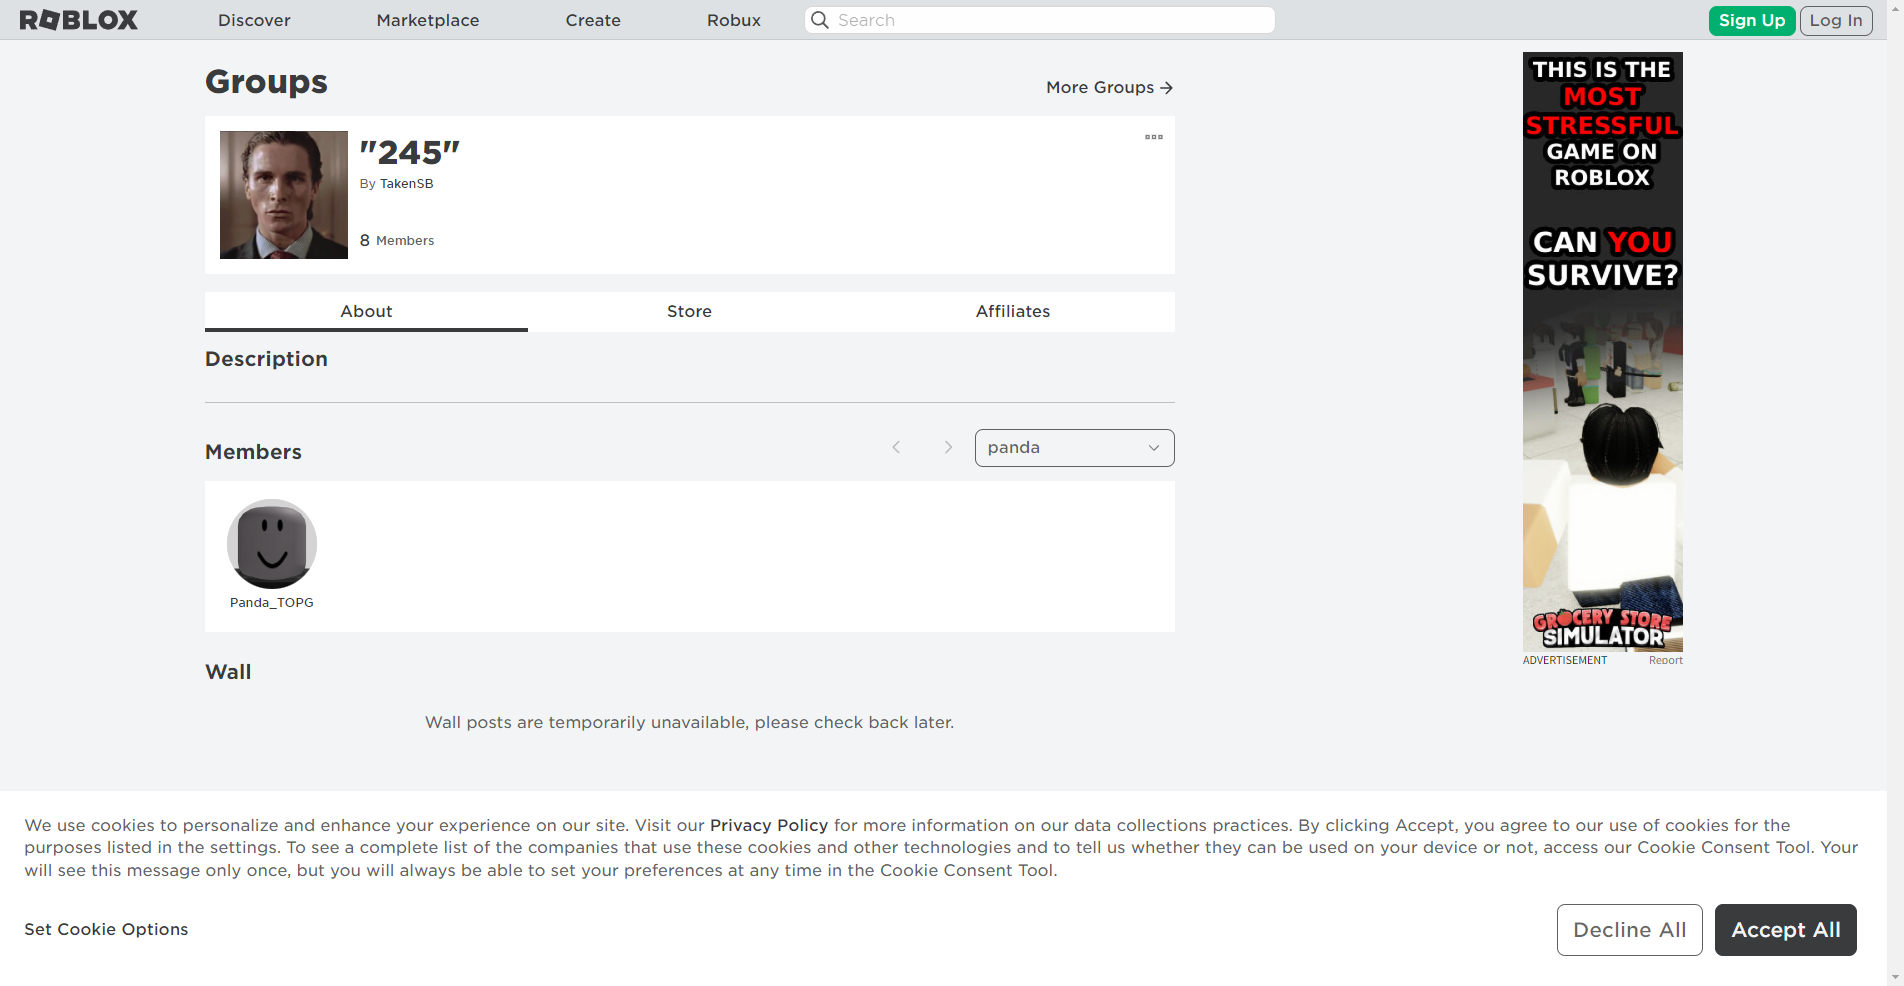 ROBLOX
Discover
Marketplace
Create
Robux
Search
Sign Up
Log In
Groups
More Groups
"245"
By TakenSB
8 Members
About
Store
Affiliates
Description
Members
panda
Panda_TOPG
Wall
Wall posts are temporarily unavailable, please check back later.
THIS IS THE
MOST
STRESSFUL
GAME ON
ROBLOX
CAN YOU
SURVIVE?
GROCERY STORE
SIMULATOR
ADVERTISEMENT
Report
We use cookies to personalize and enhance your experience on our site. Visit our Privacy Policy for more information on our data collections practices. By clicking Accept, you agree to our use of cookies for the
purposes listed in the settings. To see a complete list of the companies that use these cookies and other technologies and to tell us whether they can be used on your device or not, access our Cookie Consent Tool. Your
will see this message only once, but you will always be able to set your preferences at any time in the Cookie Consent Tool.
Set Cookie Options
Decline All
Accept All